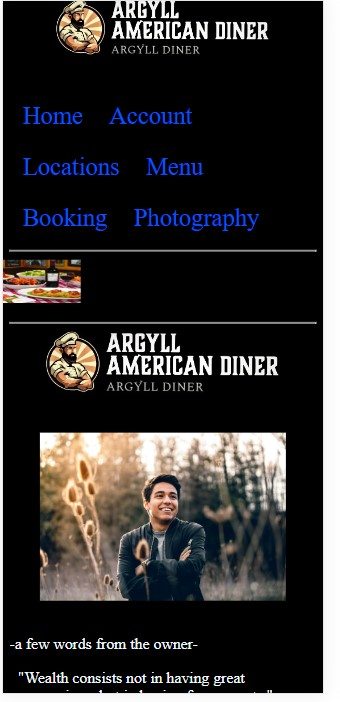 ARGYLL
AMERICAN DINER
ARGYLL DINER
Home Account
Locations Menu
Booking Photography
ARGYLL
AMERICAN DINER
ARGYLL DINER
-a few words from the owner-
"Wealth consists not in having great